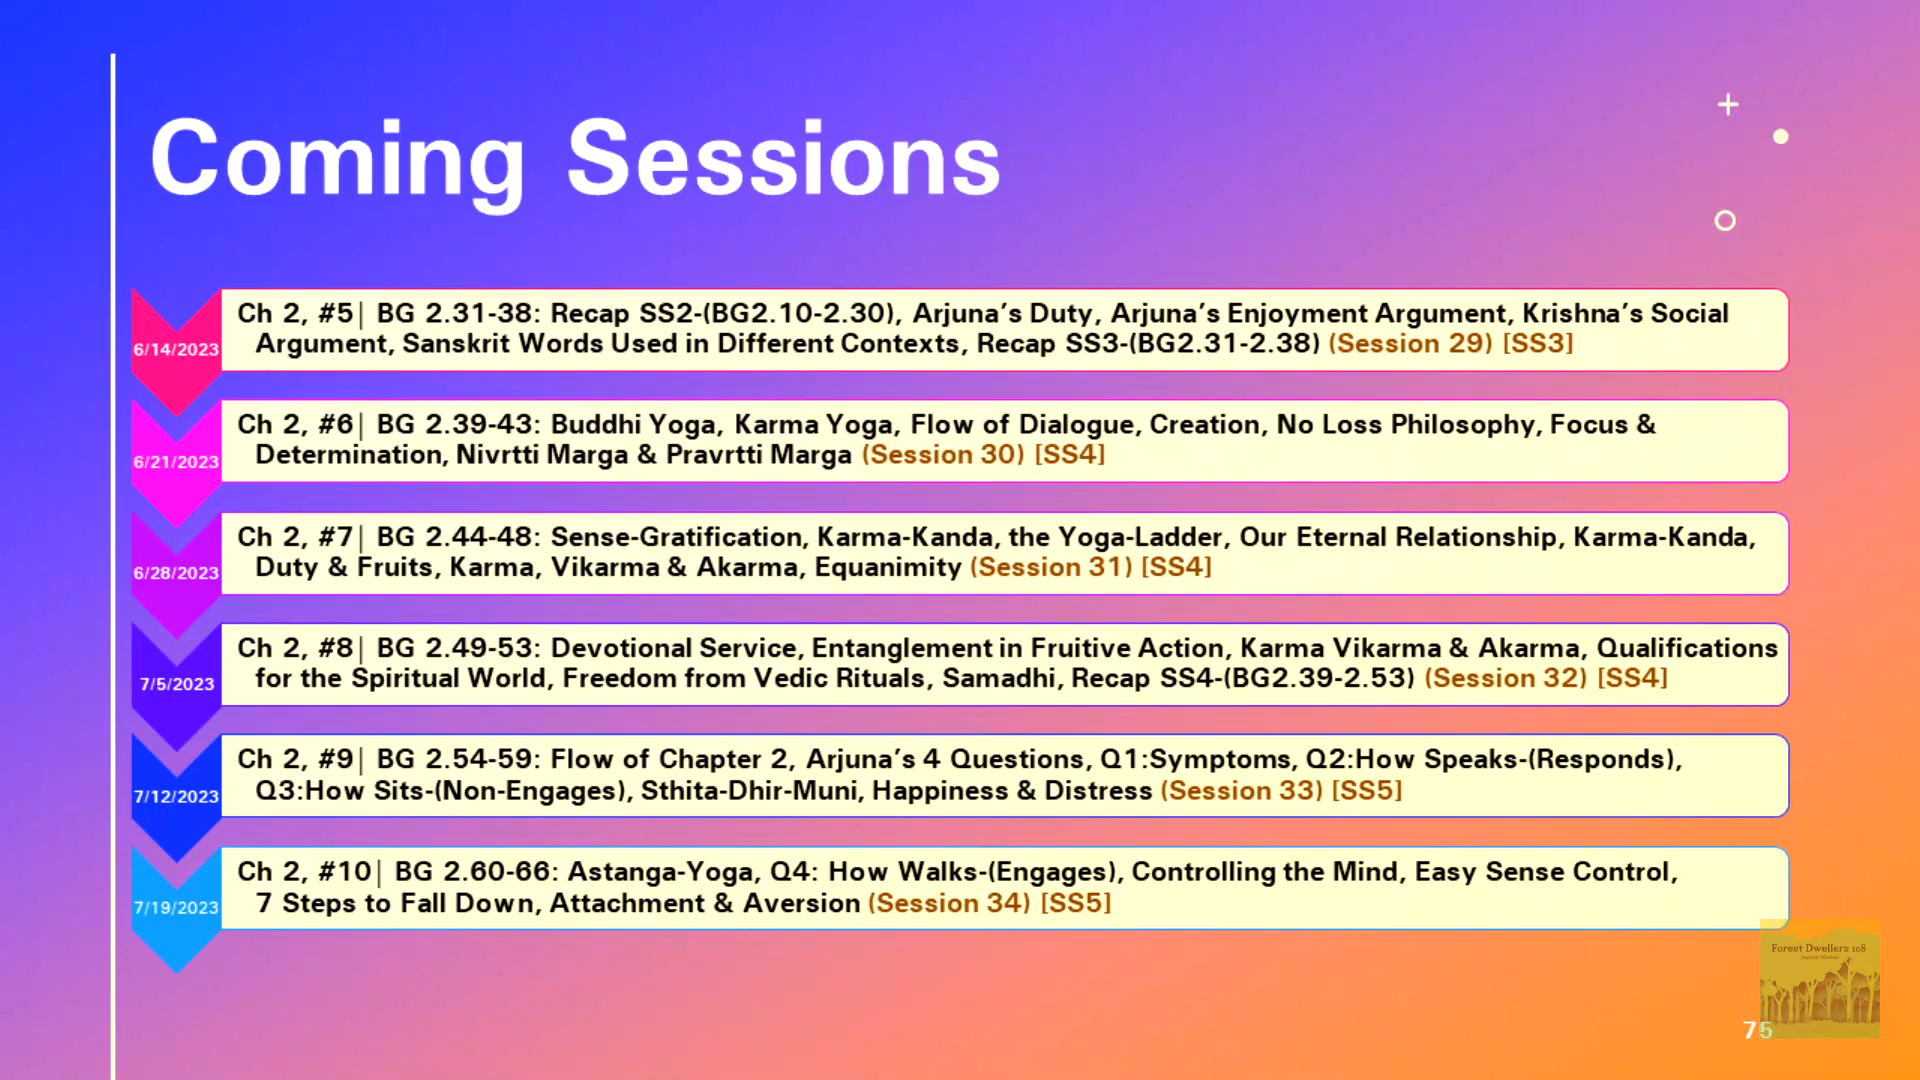 Coming Sessions
6/14/2023
Ch 2, #5| BG 2.31-38: Recap SS2-(BG2.10-2.30), Arjuna’s Duty, Arjuna’s Enjoyment Argument, Krishna’s Social
Argument, Sanskrit Words Used in Different Contexts, Recap SS3-(BG2.31-2.38) (Session 29) [SS3]
6/21/2023
Ch 2, #6| BG 2.39-43: Buddhi Yoga, Karma Yoga, Flow of Dialogue, Creation, No Loss Philosophy, Focus &
Determination, Nivrtti Marga & Pravrtti Marga (Session 30) [SS4]
6/28/2023
Ch 2, #7| BG 2.44-48: Sense-Gratification, Karma-Kanda, the Yoga-Ladder, Our Eternal Relationship, Karma-Kanda,
Duty & Fruits, Karma, Vikarma & Akarma, Equanimity (Session 31) [SS4]
7/5/2023
Ch 2, #8| BG 2.49-53: Devotional Service, Entanglement in Fruitive Action, Karma Vikarma & Akarma, Qualifications
for the Spiritual World, Freedom from Vedic Rituals, Samadhi, Recap SS4-(BG2.39-2.53) (Session 32) [SS4]
7/12/2023
Ch 2, #9| BG 2.54-59: Flow of Chapter 2, Arjuna’s 4 Questions, Q1:Symptoms, Q2:How Speaks-(Responds),
Q3:How Sits-(Non-Engages), Sthita-Dhir-Muni, Happiness & Distress (Session 33) [SS5]
7/19/2023
Ch 2, #10| BG 2.60-66: Astanga-Yoga, Q4: How Walks-(Engages), Controlling the Mind, Easy Sense Control,
7 Steps to Fall Down, Attachment & Aversion (Session 34) [SS5]
Forest Dwellers 108
Ancient Wisdom
75